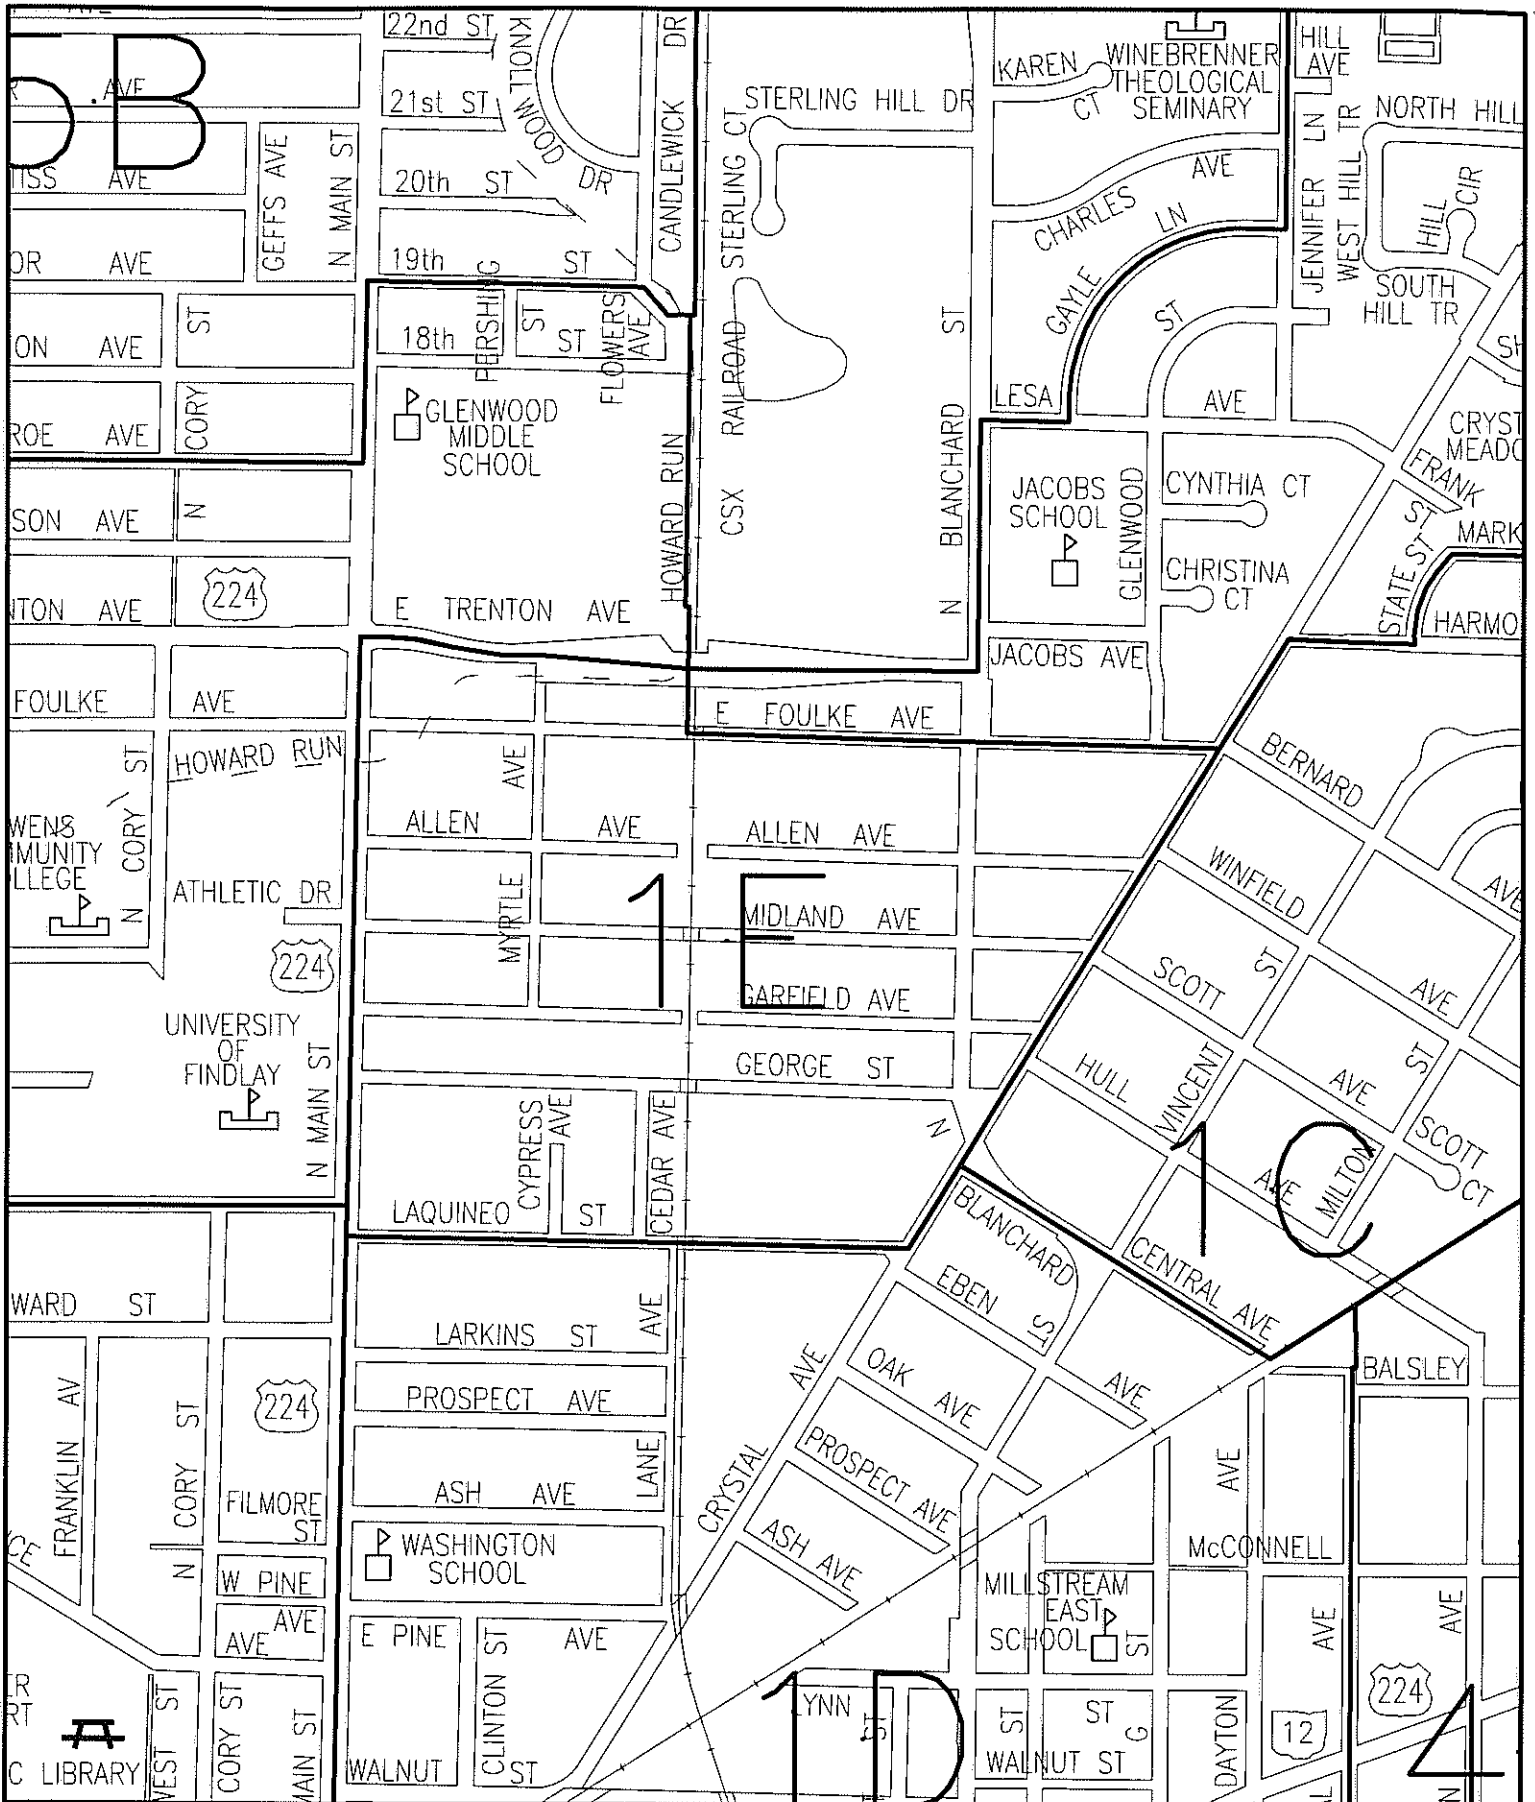 22nd ST
KNOLLWOOD DR
CANDLEWICK DR
5B
AVE
21st ST
STERLING HILL DR
KAREN CT
WINEBRENNER
THEOLOGICAL
SEMINARY
HILL
AVE
NORTH HILL
GEFFS AVE
N MAIN ST
20th ST
STERLING CT
CHARLES AVE
JENNIFER LN
WEST HILL TR
HILL CIR
AVE
19th ST
OR AVE
GAYLE LN
SOUTH
HILL TR
18th ST
PERSHING ST
FLOWERS
AVE
ON AVE
ST
CSX RAILROAD
N BLANCHARD ST
ST
LESA AVE
GLENWOOD
MIDDLE
SCHOOL
ROE AVE
N CORY
HOWARD RUN
CRYST
MEADO
FRANK ST
JACOBS
SCHOOL
GLENWOOD
CYNTHIA CT
SON AVE
MARK
STATE ST
CHRISTINA
CT
224
NTON AVE
E TRENTON AVE
HARMO
JACOBS AVE
FOULKE AVE
E FOULKE AVE
HOWARD RUN
N CORY ST
BERNARD AVE
ALLEN AVE
ALLEN AVE
WENS
MUNITY
LLEGE
ATHLETIC DR
MYRTLE AVE
WINFIELD AVE
1E
MIDLAND AVE
224
GARFIELD AVE
SCOTT AVE
UNIVERSITY
OF
FINDLAY
GEORGE ST
HULL AVE
VINCENT ST
MILTON ST
N MAIN ST
CYPRESS
AVE
CEDAR AVE
N
SCOTT
CT
1C
LAQUINEO ST
BLANCHARD ST
CENTRAL AVE
WARD ST
EBEN AVE
LARKINS ST
LANE AVE
OAK AVE
BALSLEY
FRANKLIN AV
N CORY ST
224
PROSPECT AVE
CRYSTAL AVE
PROSPECT AVE
ASH AVE
FILMORE
ST
ASH AVE
WASHINGTON
SCHOOL
McCONNELL
AVE
W PINE
AVE
MILLSTREAM
EAST
SCHOOL
AVE
E PINE AVE
CLINTON ST
ST
AVE
AVE
1D
LYNN
ST
ST
ST
224
12
DAYTON
G
WEST ST
CORY ST
MAIN ST
C LIBRARY
WALNUT ST
WALNUT ST
4